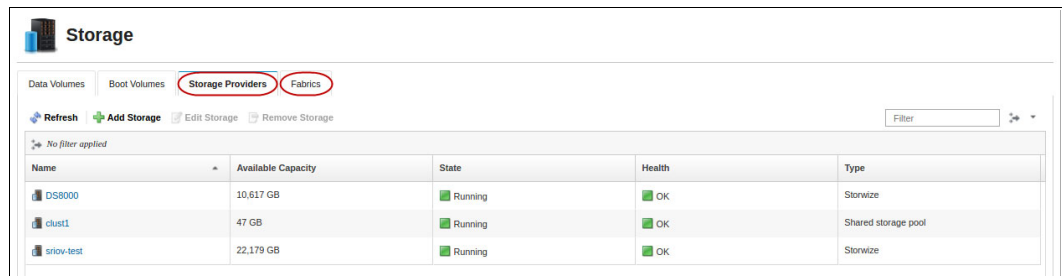 Storage
Data Volumes Boot Volumes Storage Providers Fabrics
Refresh Add Storage Edit Storage Remove Storage Filter
No filter applied
Name Available Capacity State Health Type
DS8000 10,617 GB Running OK Storwize
clust1 47 GB Running OK Shared storage pool
sriov-test 22,179 GB Running OK Storwize